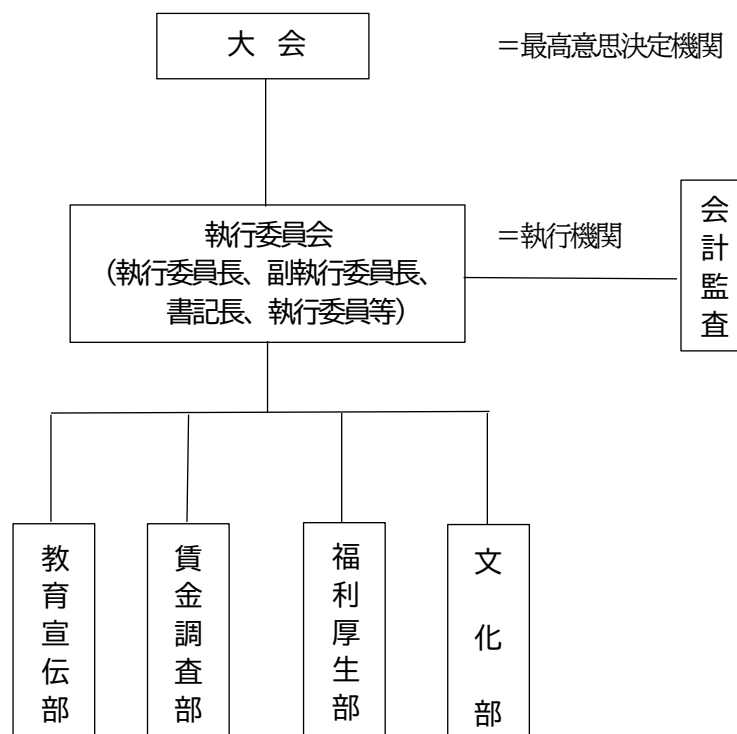 大 会
＝最高意思決定機関
執行委員会
（執行委員長、副執行委員長、
書記長、執行委員等）
＝執行機関
会計監査
教育宣伝部
賃金調査部
福利厚生部
文化部